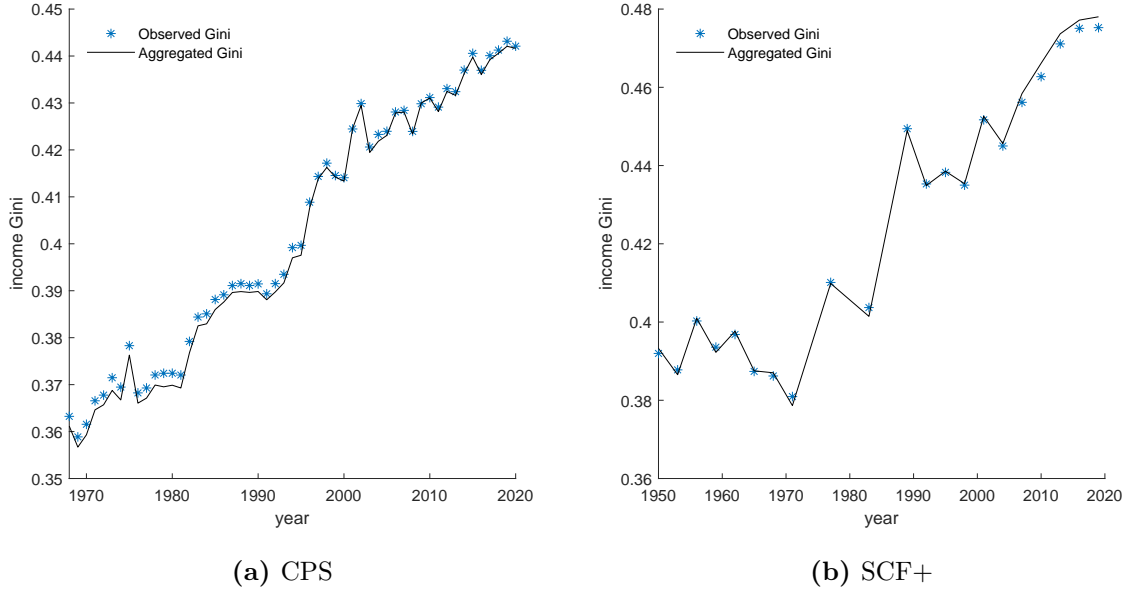 0.45
0.44
0.43
0.42
0.41
0.4
0.39
0.38
0.37
0.36
0.35
income Gini
Observed Gini
Aggregated Gini
1970 1980 1990 2000 2010 2020
year
(a) CPS
0.48
0.46
0.44
0.42
0.4
0.38
0.36
income Gini
Observed Gini
Aggregated Gini
1950 1960 1970 1980 1990 2000 2010 2020
year
(b) SCF+